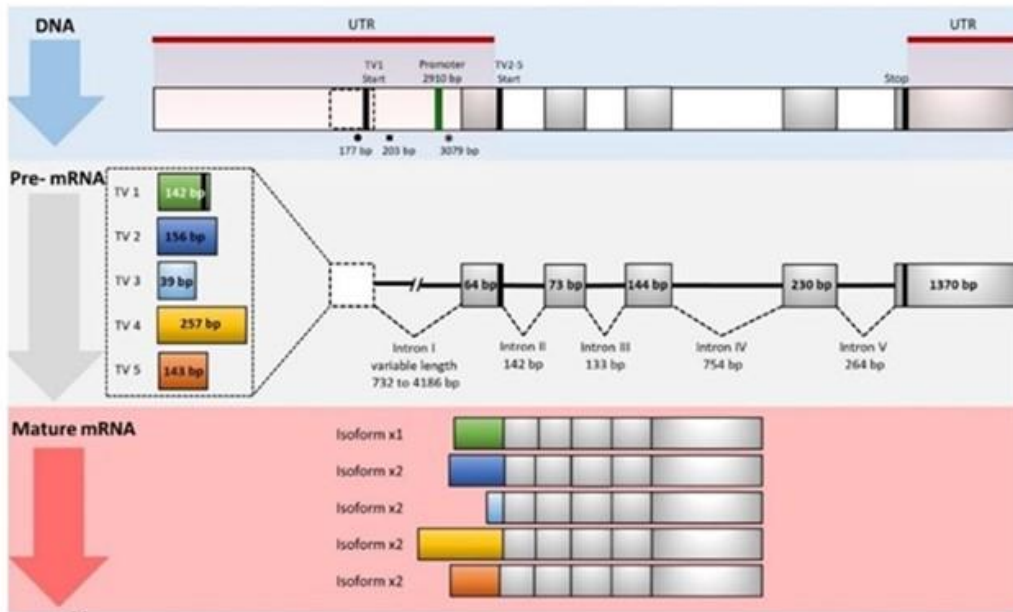 DNA
UTR
UTR
TV1
Start
Promoter
2910 bp
TV2-5
Start
Stop
177 bp
203 bp
3079 bp
Pre- mRNA
TV 1
142 bp
TV 2
156 bp
TV 3
39 bp
TV 4
257 bp
TV 5
143 bp
64 bp
73 bp
144 bp
230 bp
1370 bp
Intron I
variable length
732 to 4186 bp
Intron II
142 bp
Intron III
133 bp
Intron IV
754 bp
Intron V
264 bp
Mature mRNA
Isoform x1
Isoform x2
Isoform x2
Isoform x2
Isoform x2